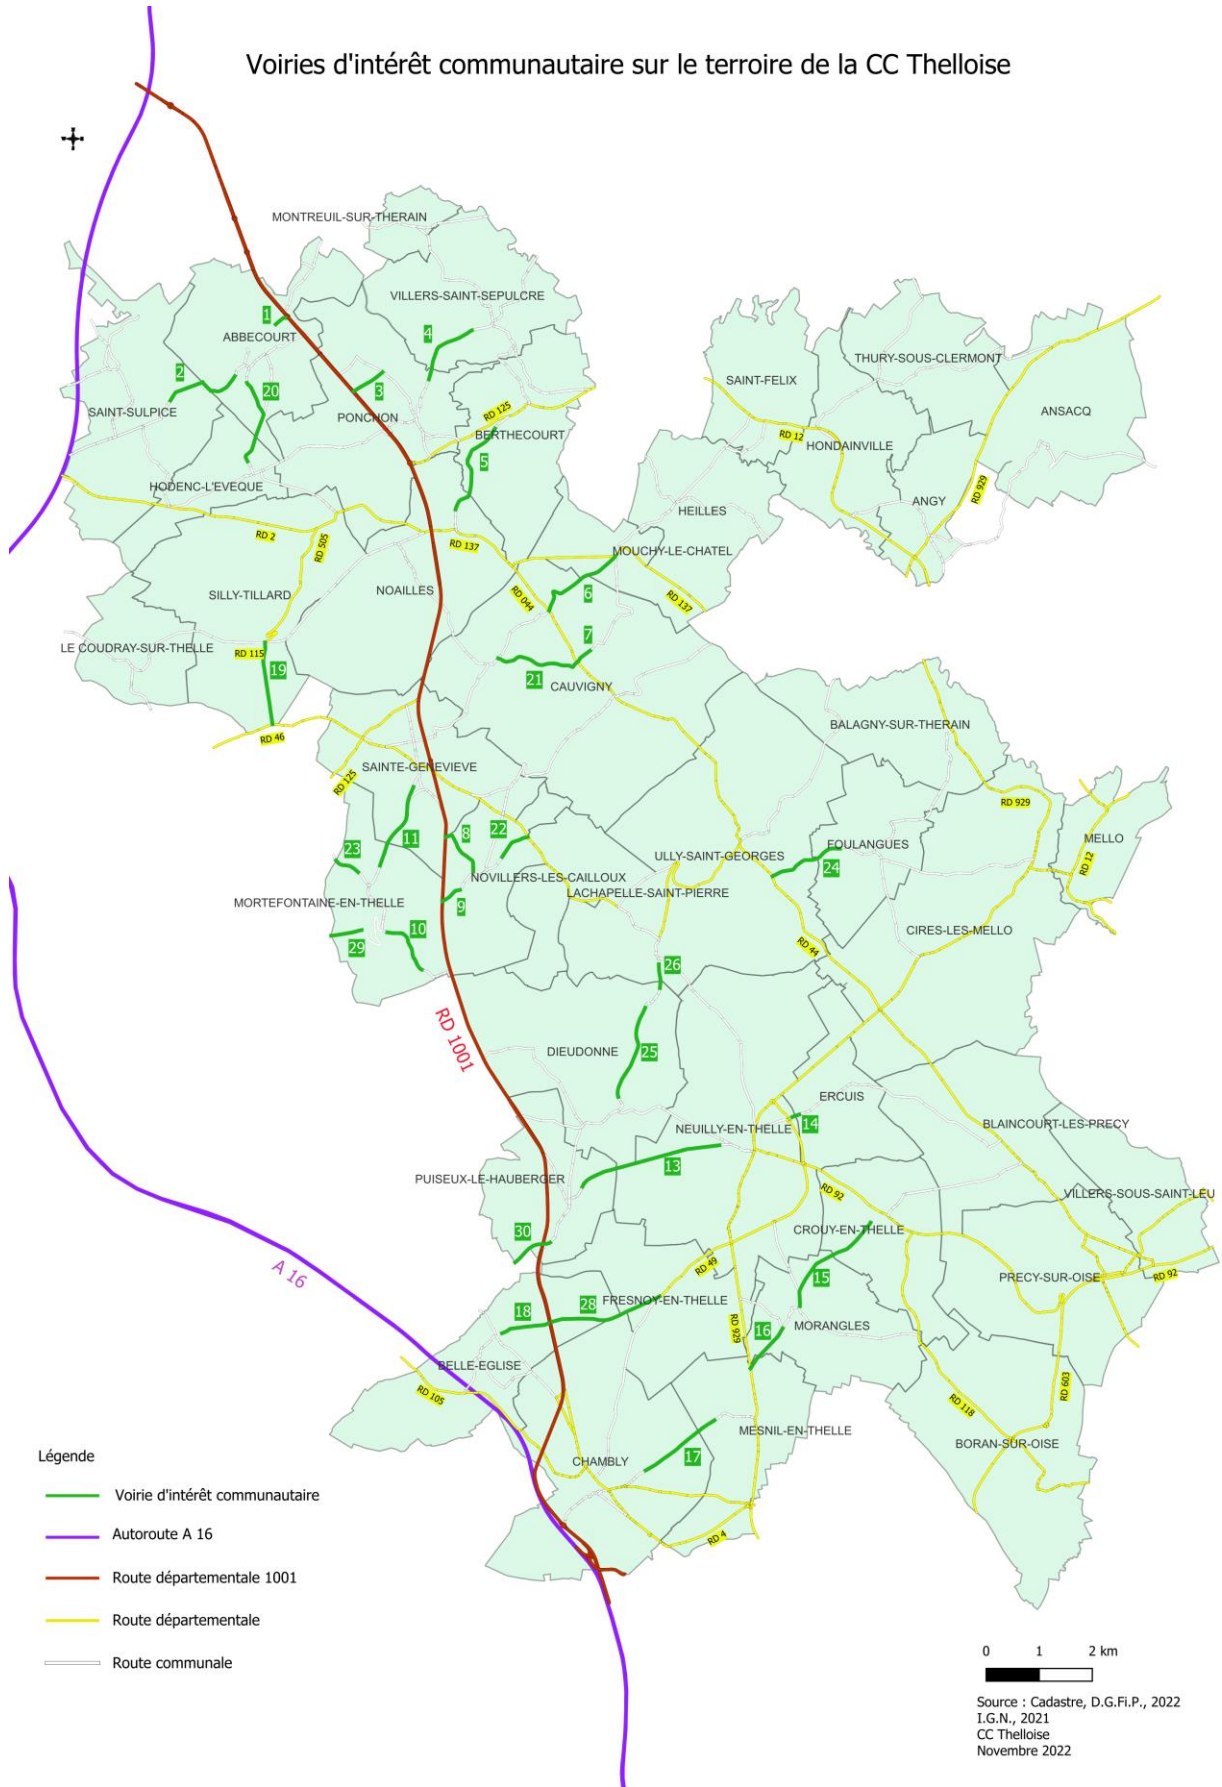 Voiries d'intérêt communautaire sur le terroire de la CC Thelloise
MONTREUIL-SUR-THERAIN
VILLERS-SAINT-SEPULCRE
1
ABBECOURT
4
THURY-SOUS-CLERMONT
2
20
3
SAINT-FELIX
SAINT-SULPICE
PONCHON
RD 125
ANSACQ
BERTHECOURT
RD 12
HONDAINVILLE
5
HODENC-L'EVEQUE
RD 929
ANGY
HEILLES
RD 2
RD 505
RD 137
MOUCHY-LE-CHATEL
SILLY-TILLARD
NOAILLES
RD 044
6
RD 137
7
LE COUDRAY-SUR-THELLE
RD 115
19
21
CAUVIGNY
BALAGNY-SUR-THERAIN
RD 46
SAINTE-GENEVIEVE
RD 125
RD 929
11
8
22
MELLO
23
FOULANGUES
ULLY-SAINT-GEORGES
24
RD 12
NOVILLERS-LES-CAILLOUX
LACHAPELLE-SAINT-PIERRE
MORTEFONTAINE-EN-THELLE
9
10
29
CIRES-LES-MELLO
RD 44
26
RD 1001
DIEUDONNE
25
ERCUIS
14
NEUILLY-EN-THELLE
BLAINCOURT-LES-PRECY
13
PUISEUX-LE-HAUBERGER
RD 92
VILLERS-SOUS-SAINT-LEU
30
CROUY-EN-THELLE
A 16
RD 49
15
PRECY-SUR-OISE
RD 92
18
28
FRESNOY-EN-THELLE
16
RD 929
MORANGLES
BELLE-EGLISE
RD 105
RD 118
RD 603
MESNIL-EN-THELLE
BORAN-SUR-OISE
17
CHAMBLY
RD 4
Légende
Voirie d'intérêt communautaire
Autoroute A 16
Route départementale 1001
Route départementale
Route communale
0 1 2 km
Source : Cadastre, D.G.Fi.P., 2022
I.G.N., 2021
CC Thelloise
Novembre 2022